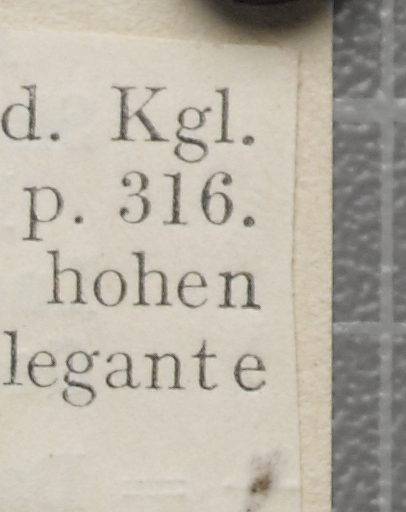 d. Kgl.
p. 316.
hohen
legante